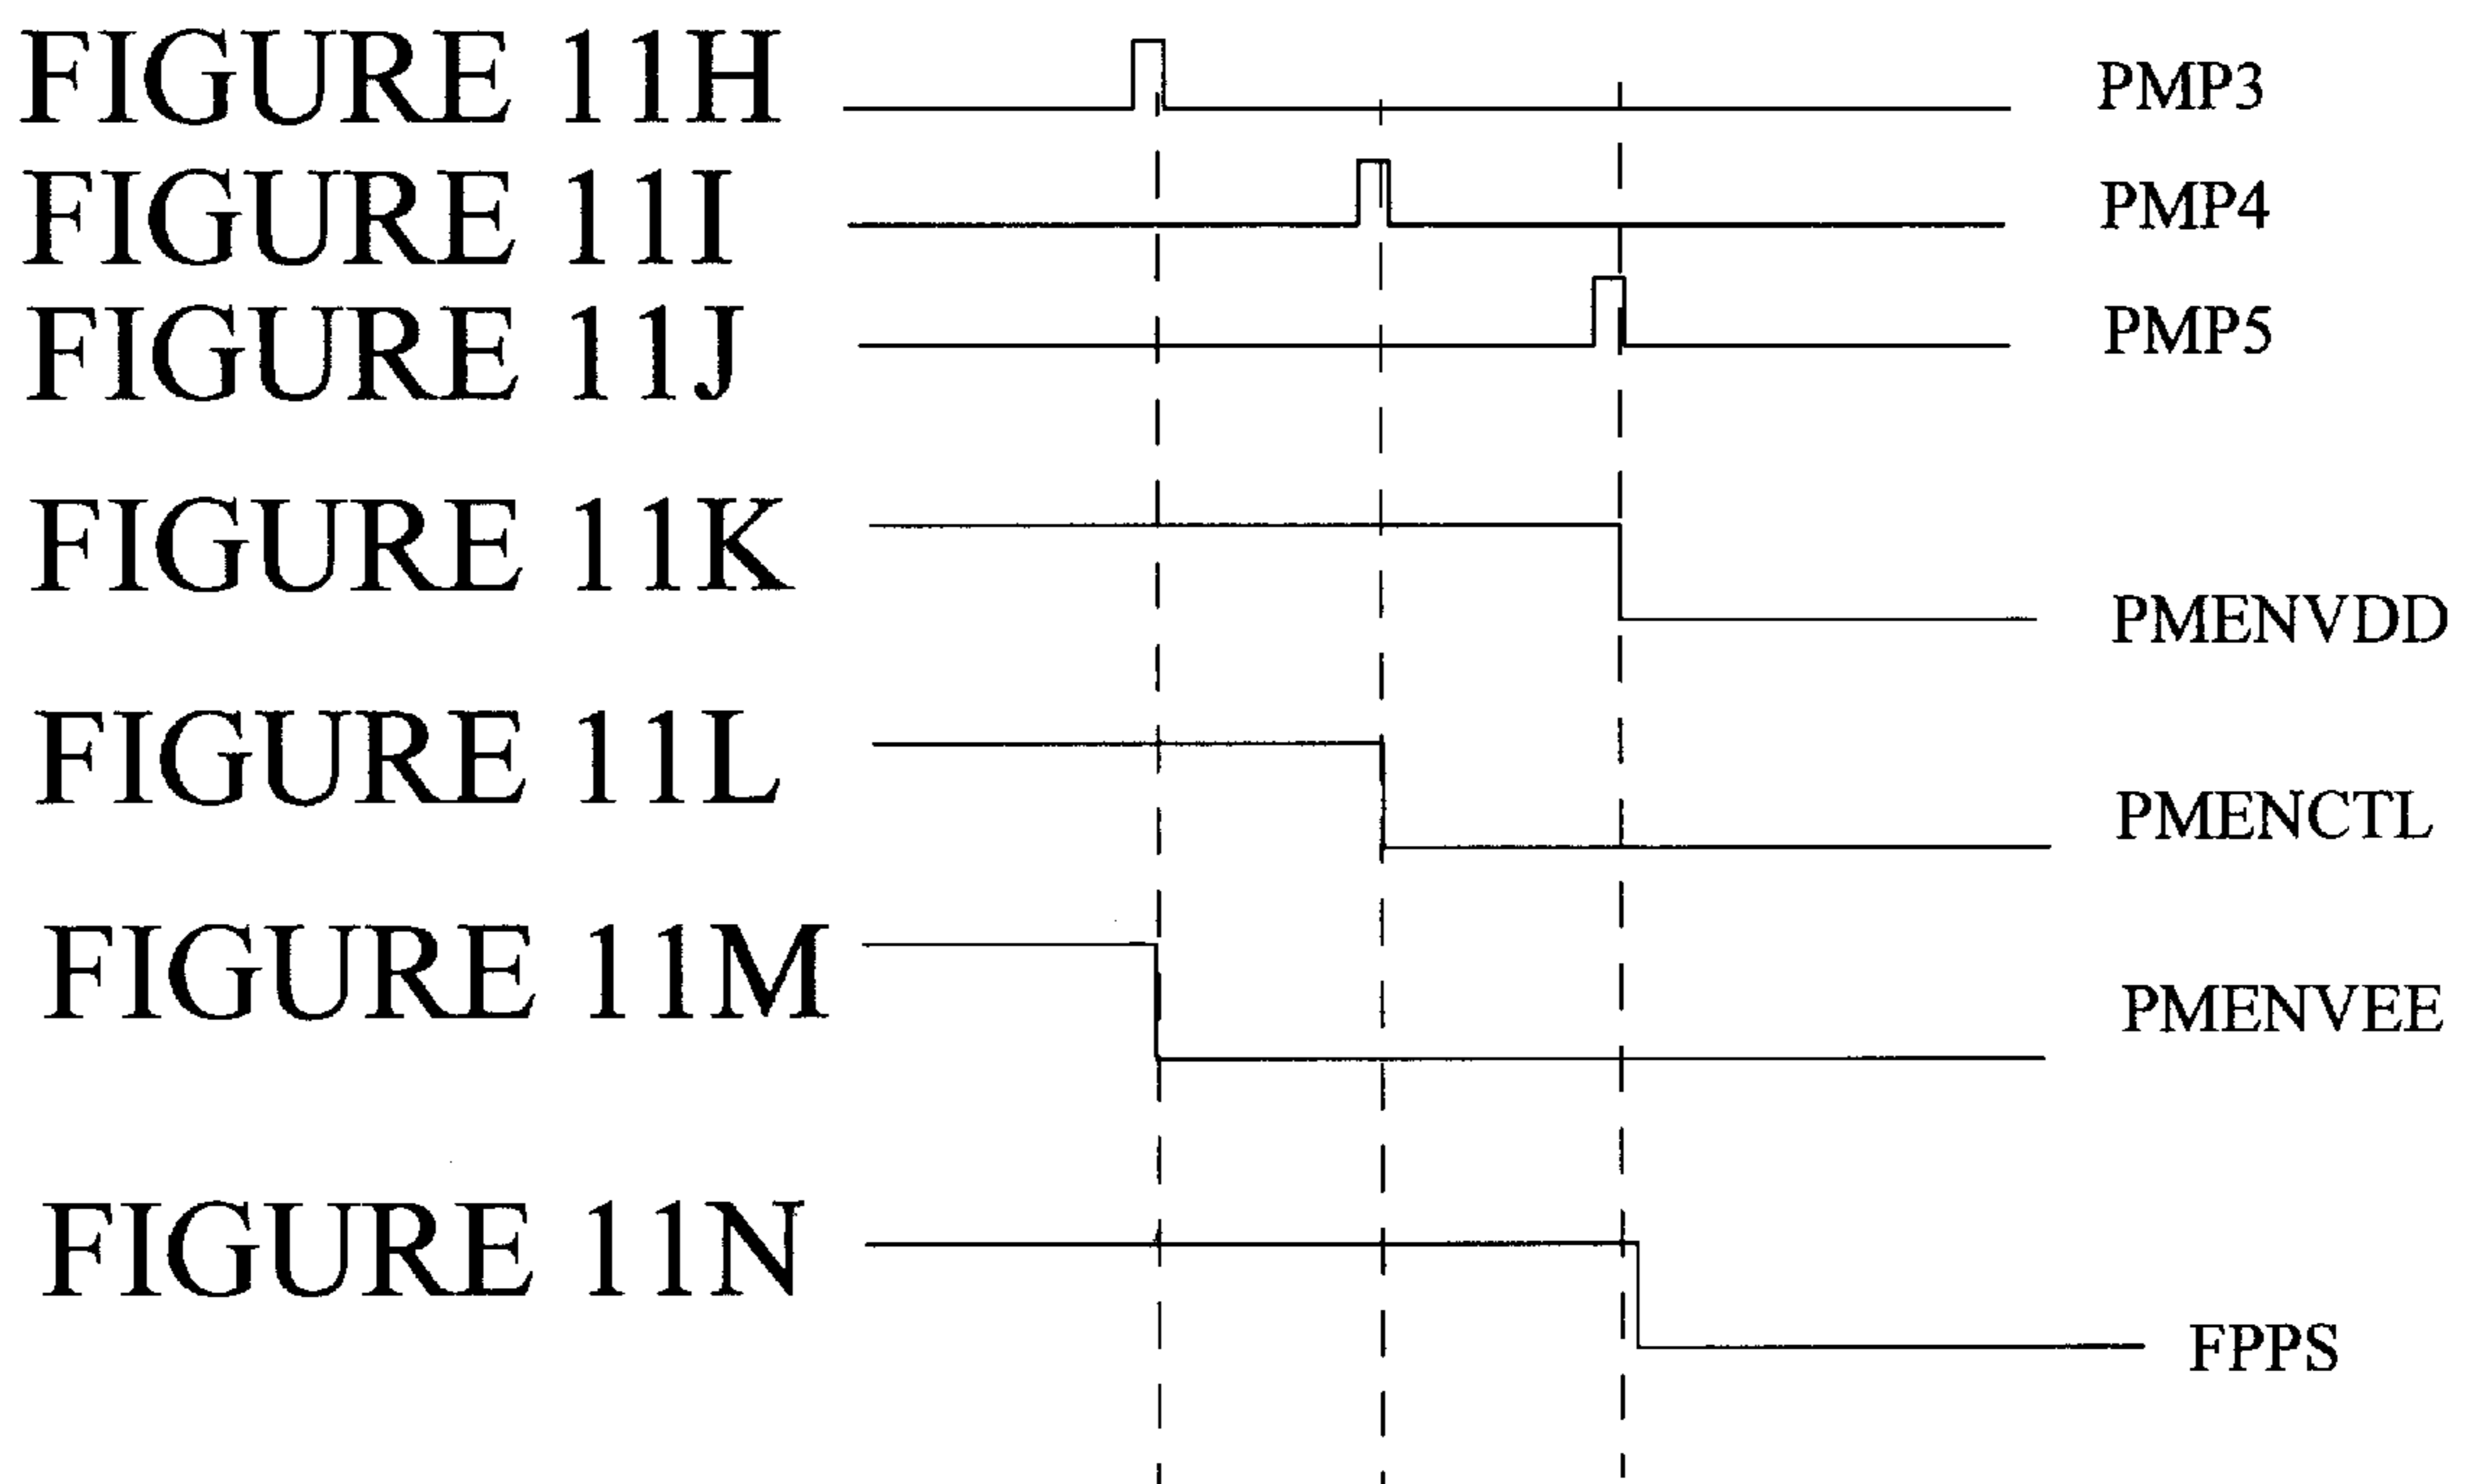 FIGURE 11H PMP3
FIGURE 11I PMP4
FIGURE 11J PMP5
FIGURE 11K PMENVDD
FIGURE 11L PMENCTL
FIGURE 11M PMENVEE
FIGURE 11N FPPS